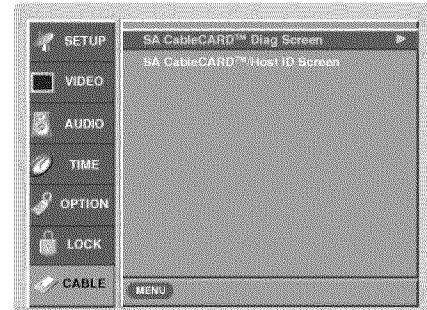 SETUP
VIDEO
AUDIO
TIME
OPTION
LOCK
CABLE
SA CableCARD™ Diag Screen
SA CableCARD™/Host ID Screen
MENU